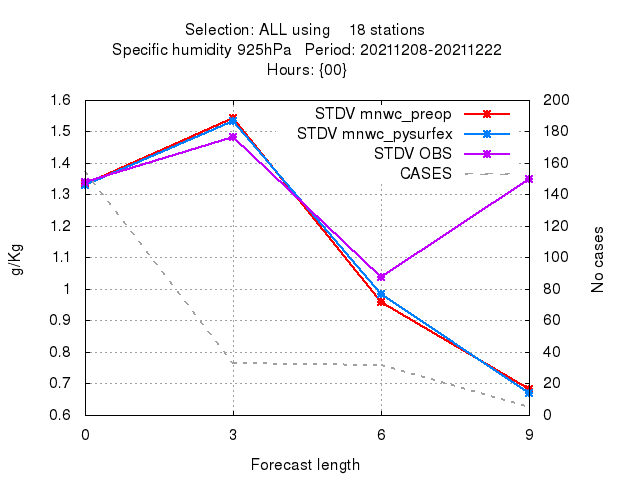 Selection: ALL using    18 stations
Specific humidity 925hPa   Period: 20211208-20211222
Hours: {00}
STDV mnwc_preop
STDV mnwc_pysurfex
STDV OBS
CASES
1.6
1.5
1.4
1.3
1.2
1.1
1
0.9
0.8
0.7
0.6
g/Kg
200
180
160
140
120
100
80
60
40
20
0
No cases
0 3 6 9
Forecast length